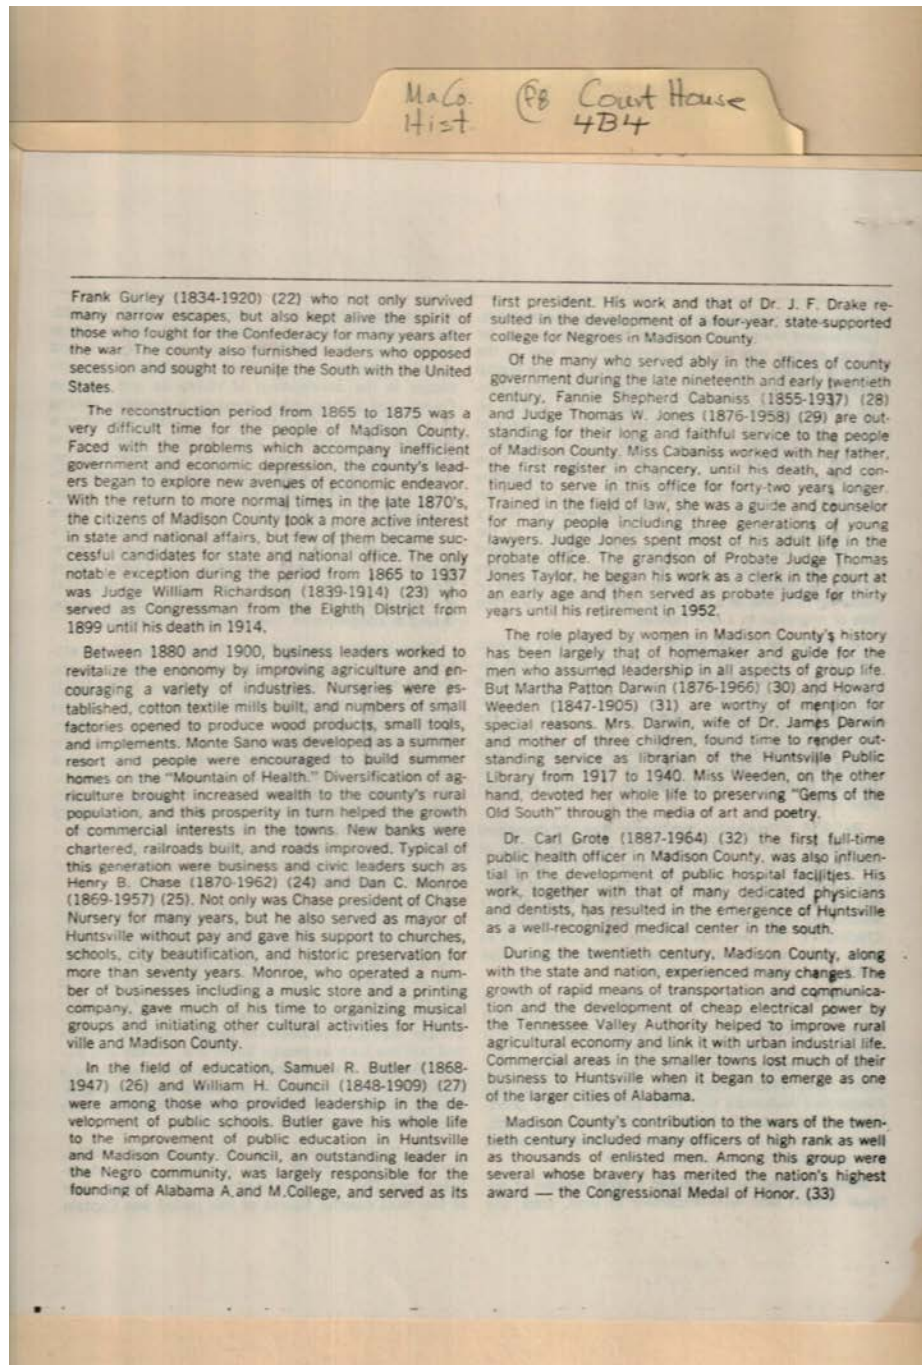 MaCo. @8 Court House
Hist. 4B4
Frank Gurley (1834-1920) (22) who not only survived
many narrow escapes, but also kept alive the spirit of
those who fought for the Confederacy for many years after
the war. The county also furnished leaders who opposed
secession and sought to reunite the South with the United
States.
The reconstruction period from 1865 to 1875 was a
very difficult time for the people of Madison County.
Faced with the problems which accompany inefficient
government and economic depression, the county's lead-
ers began to explore new avenues of economic endeavor.
With the return to more normal times in the late 1870's,
the citizens of Madison County took a more active interest
in state and national affairs, but few of them became suc-
cessful candidates for state and national office. The only
notable exception during the period from 1865 to 1937
was Judge William Richardson (1839-1914) (23) who
served as Congressman from the Eighth District from
1899 until his death in 1914.
Between 1880 and 1900, business leaders worked to
revitalize the enonomy by improving agriculture and en-
couraging a variety of industries. Nurseries were es-
tablished, cotton textile mills built, and numbers of small
factories opened to produce wood products, small tools,
and implements. Monte Sano was developed as a summer
resort and people were encouraged to build summer
homes on the "Mountain of Health." Diversification of ag-
riculture brought increased wealth to the county's rural
population, and this prosperity in turn helped the growth
of commercial interests in the towns. New banks were
chartered, railroads built, and roads improved. Typical of
this generation were business and civic leaders such as
Henry B. Chase (1870-1962) (24) and Dan C. Monroe
(1869-1957) (25). Not only was Chase president of Chase
Nursery for many years, but he also served as mayor of
Huntsville without pay and gave his support to churches,
schools, city beautification, and historic preservation for
more than seventy years. Monroe, who operated a num-
ber of businesses including a music store and a printing
company, gave much of his time to organizing musical
groups and initiating other cultural activities for Hunts-
ville and Madison County.
In the field of education, Samuel R. Butler (1868-
1947) (26) and William H. Council (1848-1909) (27)
were among those who provided leadership in the de-
velopment of public schools. Butler gave his whole life
to the improvement of public education in Huntsville
and Madison County. Council, an outstanding leader in
the Negro community, was largely responsible for the
founding of Alabama A.and M.College, and served as its
first president. His work and that of Dr. J. F. Drake re-
sulted in the development of a four-year, state-supported
college for Negroes in Madison County.
Of the many who served ably in the offices of county
government during the late nineteenth and early twentieth
century, Fannie Shepherd Cabaniss (1855-1937) (28)
and Judge Thomas W. Jones (1876-1958) (29) are out-
standing for their long and faithful service to the people
of Madison County. Miss Cabaniss worked with her father,
the first register in chancery, until his death, and con-
tinued to serve in this office for forty-two years longer.
Trained in the field of law, she was a guide and counselor
for many people including three generations of young
lawyers. Judge Jones spent most of his adult life in the
probate office. The grandson of Probate Judge Thomas
Jones Taylor, he began his work as a clerk in the court at
an early age and then served as probate judge for thirty
years until his retirement in 1952.
The role played by women in Madison County's history
has been largely that of homemaker and guide for the
men who assumed leadership in all aspects of group life.
But Martha Patton Darwin (1876-1966) (30) and Howard
Weeden (1847-1905) (31) are worthy of mention for
special reasons. Mrs. Darwin, wife of Dr. James Darwin
and mother of three children, found time to render out-
standing service as librarian of the Huntsville Public
Library from 1917 to 1940. Miss Weeden, on the other
hand, devoted her whole life to preserving "Gems of the
Old South" through the media of art and poetry.
Dr. Carl Grote (1887-1964) (32) the first full-time
public health officer in Madison County, was also influen-
tial in the development of public hospital facilities. His
work, together with that of many dedicated physicians
and dentists, has resulted in the emergence of Huntsville
as a well-recognized medical center in the south.
During the twentieth century, Madison County, along
with the state and nation, experienced many changes. The
growth of rapid means of transportation and communica-
tion and the development of cheap electrical power by
the Tennessee Valley Authority helped to improve rural
agricultural economy and link it with urban industrial life.
Commercial areas in the smaller towns lost much of their
business to Huntsville when it began to emerge as one
of the larger cities of Alabama.
Madison County's contribution to the wars of the twen-
tieth century included many officers of high rank as well
as thousands of enlisted men. Among this group were
several whose bravery has merited the nation's highest
award — the Congressional Medal of Honor. (33)